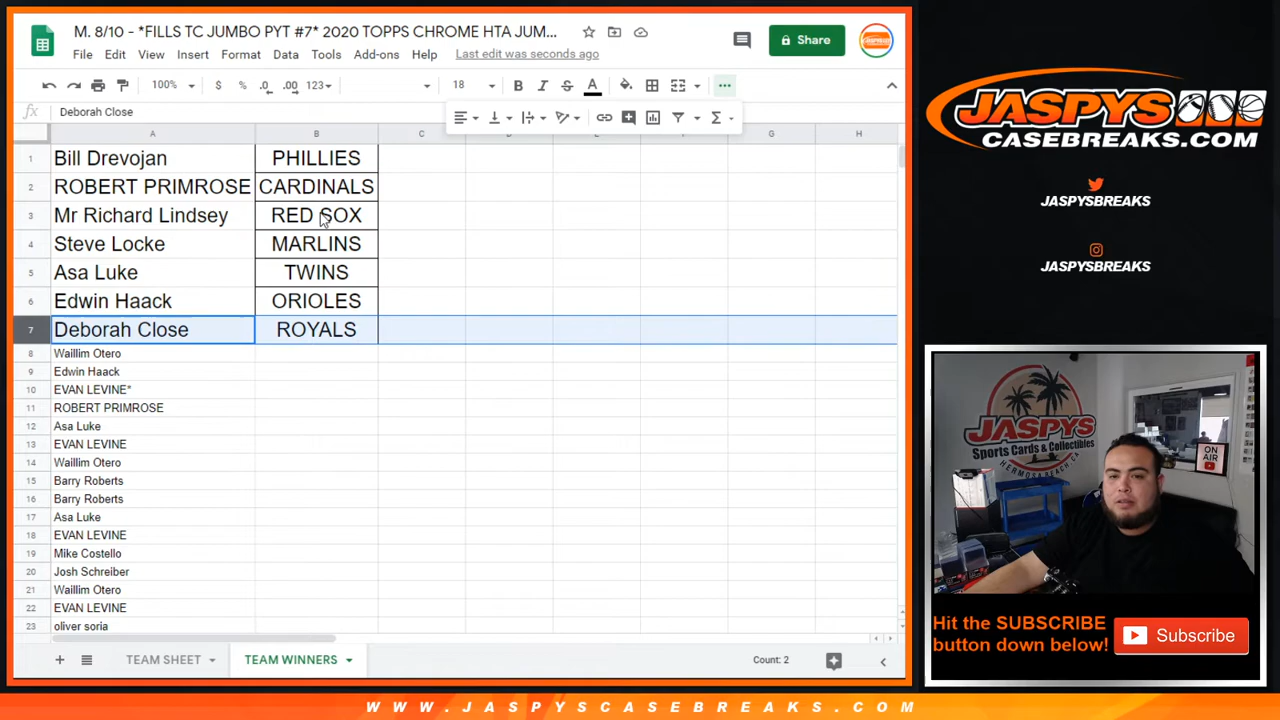 M. 8/10 - *FILLS TC JUMBO PYT #7* 2020 TOPPS CHROME HTA JUM...
File Edit View Insert Format Data Tools Add-ons Help Last edit was seconds ago
Share
100% $ % .0 .00 123 18 B I S A
fx Deborah Close
A B C G H
1 Bill Drevojan PHILLIES
2 ROBERT PRIMROSE CARDINALS
3 Mr Richard Lindsey RED SOX
4 Steve Locke MARLINS
5 Asa Luke TWINS
6 Edwin Haack ORIOLES
7 Deborah Close ROYALS
8 Waillim Otero
9 Edwin Haack
10 EVAN LEVINE*
11 ROBERT PRIMROSE
12 Asa Luke
13 EVAN LEVINE
14 Waillim Otero
15 Barry Roberts
16 Barry Roberts
17 Asa Luke
18 EVAN LEVINE
19 Mike Costello
20 Josh Schreiber
21 Waillim Otero
22 EVAN LEVINE
23 oliver soria
TEAM SHEET TEAM WINNERS Count: 2
JASPYS
CASEBREAKS.COM
JASPYSBREAKS
JASPYSBREAKS
JASPYS
Sports Cards & Collectibles
HERMOSA BEACH, CA
ON AIR
Hit the SUBSCRIBE
button down below!
Subscribe
WWW.JASPYSCASEBREAKS.COM